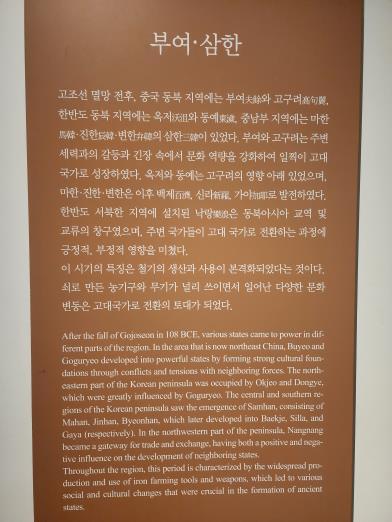 부여·삼한
고조선 멸망 전후, 중국 동북 지역에는 부여夫餘와 고구려高句麗,
한반도 동북 지역에는 옥저沃沮와 동예東濊, 중남부 지역에는 마한
馬韓·진한辰韓·변한弁韓의 삼한三韓이 있었다. 부여와 고구려는 주변
세력과의 갈등과 긴장 속에서 문화 역량을 강화하여 일찍이 고대
국가로 성장하였다. 옥저와 동예는 고구려의 영향 아래 있었으며,
마한·진한·변한은 이후 백제百濟, 신라新羅, 가야加耶로 발전하였다.
한반도 서북한 지역에 설치된 낙랑樂浪은 동북아시아 교역 및
교류의 창구였으며, 주변 국가들이 고대 국가로 전환하는 과정에
긍정적, 부정적 영향을 미쳤다.
이 시기의 특징은 철기의 생산과 사용이 본격화되었다는 것이다.
쇠로 만든 농기구와 무기가 널리 쓰이면서 일어난 다양한 문화
변동은 고대국가로 전환의 토대가 되었다.
After the fall of Gojoseon in 108 BCE, various states came to power in dif-
ferent parts of the region. In the area that is now northeast China, Buyeo and
Goguryeo developed into powerful states by forming strong cultural foun-
dations through conflicts and tensions with neighboring forces. The north-
eastern part of the Korean peninsula was occupied by Okjeo and Dongye,
which were greatly influenced by Goguryeo. The central and southern re-
gions of the Korean peninsula saw the emergence of Samhan, consisting of
Mahan, Jinhan, Byeonhan, which later developed into Baekje, Silla, and
Gaya (respectively). In the northwestern part of the peninsula, Nangnang
became a gateway for trade and exchange, having both a positive and nega-
tive influence on the development of neighboring states.
Throughout the region, this period is characterized by the widespread pro-
duction and use of iron farming tools and weapons, which led to various
social and cultural changes that were crucial in the formation of ancient
states.